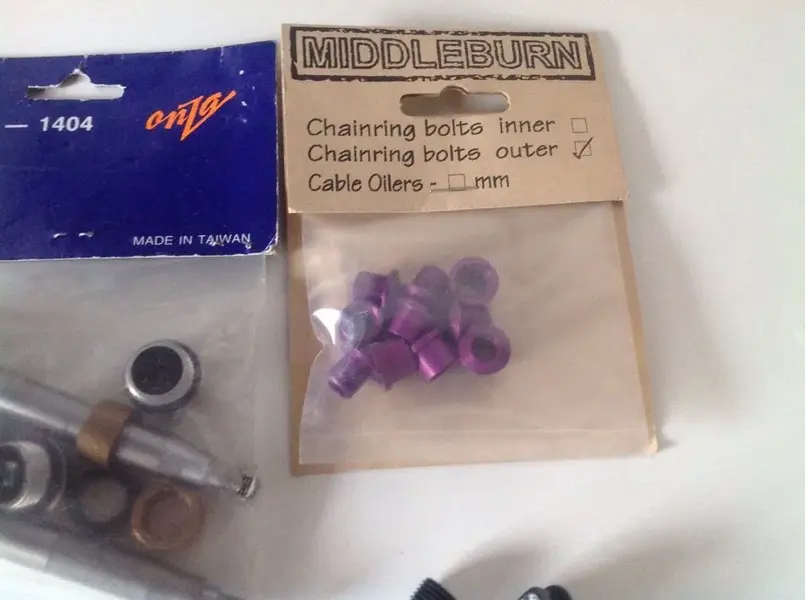 — 1404
onza
MADE IN TAIWAN
MIDDLEBURN
Chainring bolts inner ☐
Chainring bolts outer ☑
Cable Oilers - ☐ mm